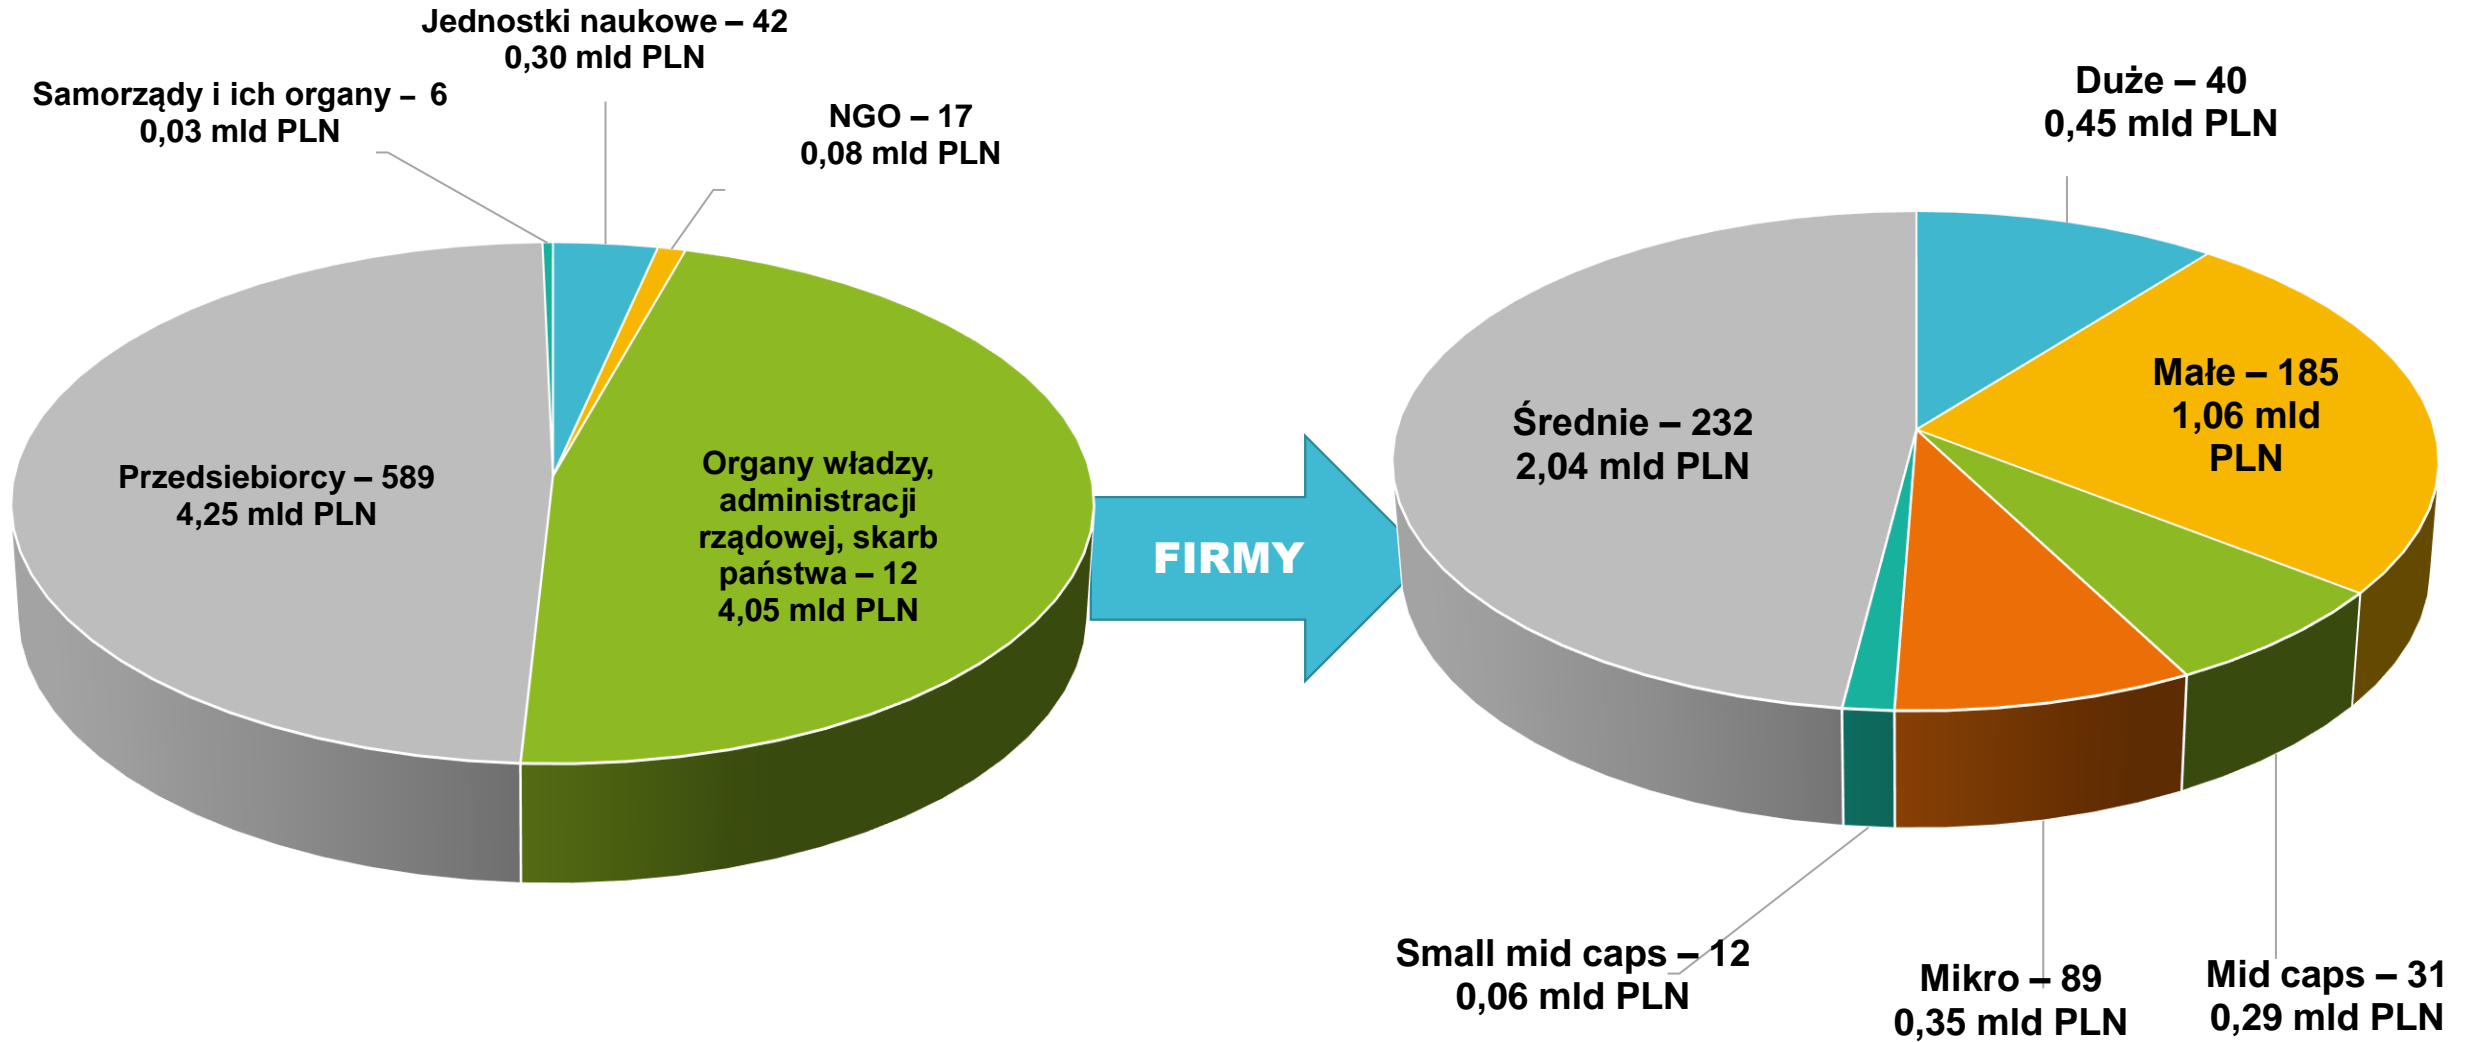 Jednostki naukowe – 42
0,30 mld PLN
Samorządy i ich organy – 6
0,03 mld PLN
NGO – 17
0,08 mld PLN
Przedsiebiorcy – 589
4,25 mld PLN
Organy władzy,
administracji
rządowej, skarb
państwa – 12
4,05 mld PLN
FIRMY
Duże – 40
0,45 mld PLN
Małe – 185
1,06 mld
PLN
Średnie – 232
2,04 mld PLN
Small mid caps – 12
0,06 mld PLN
Mikro – 89
0,35 mld PLN
Mid caps – 31
0,29 mld PLN